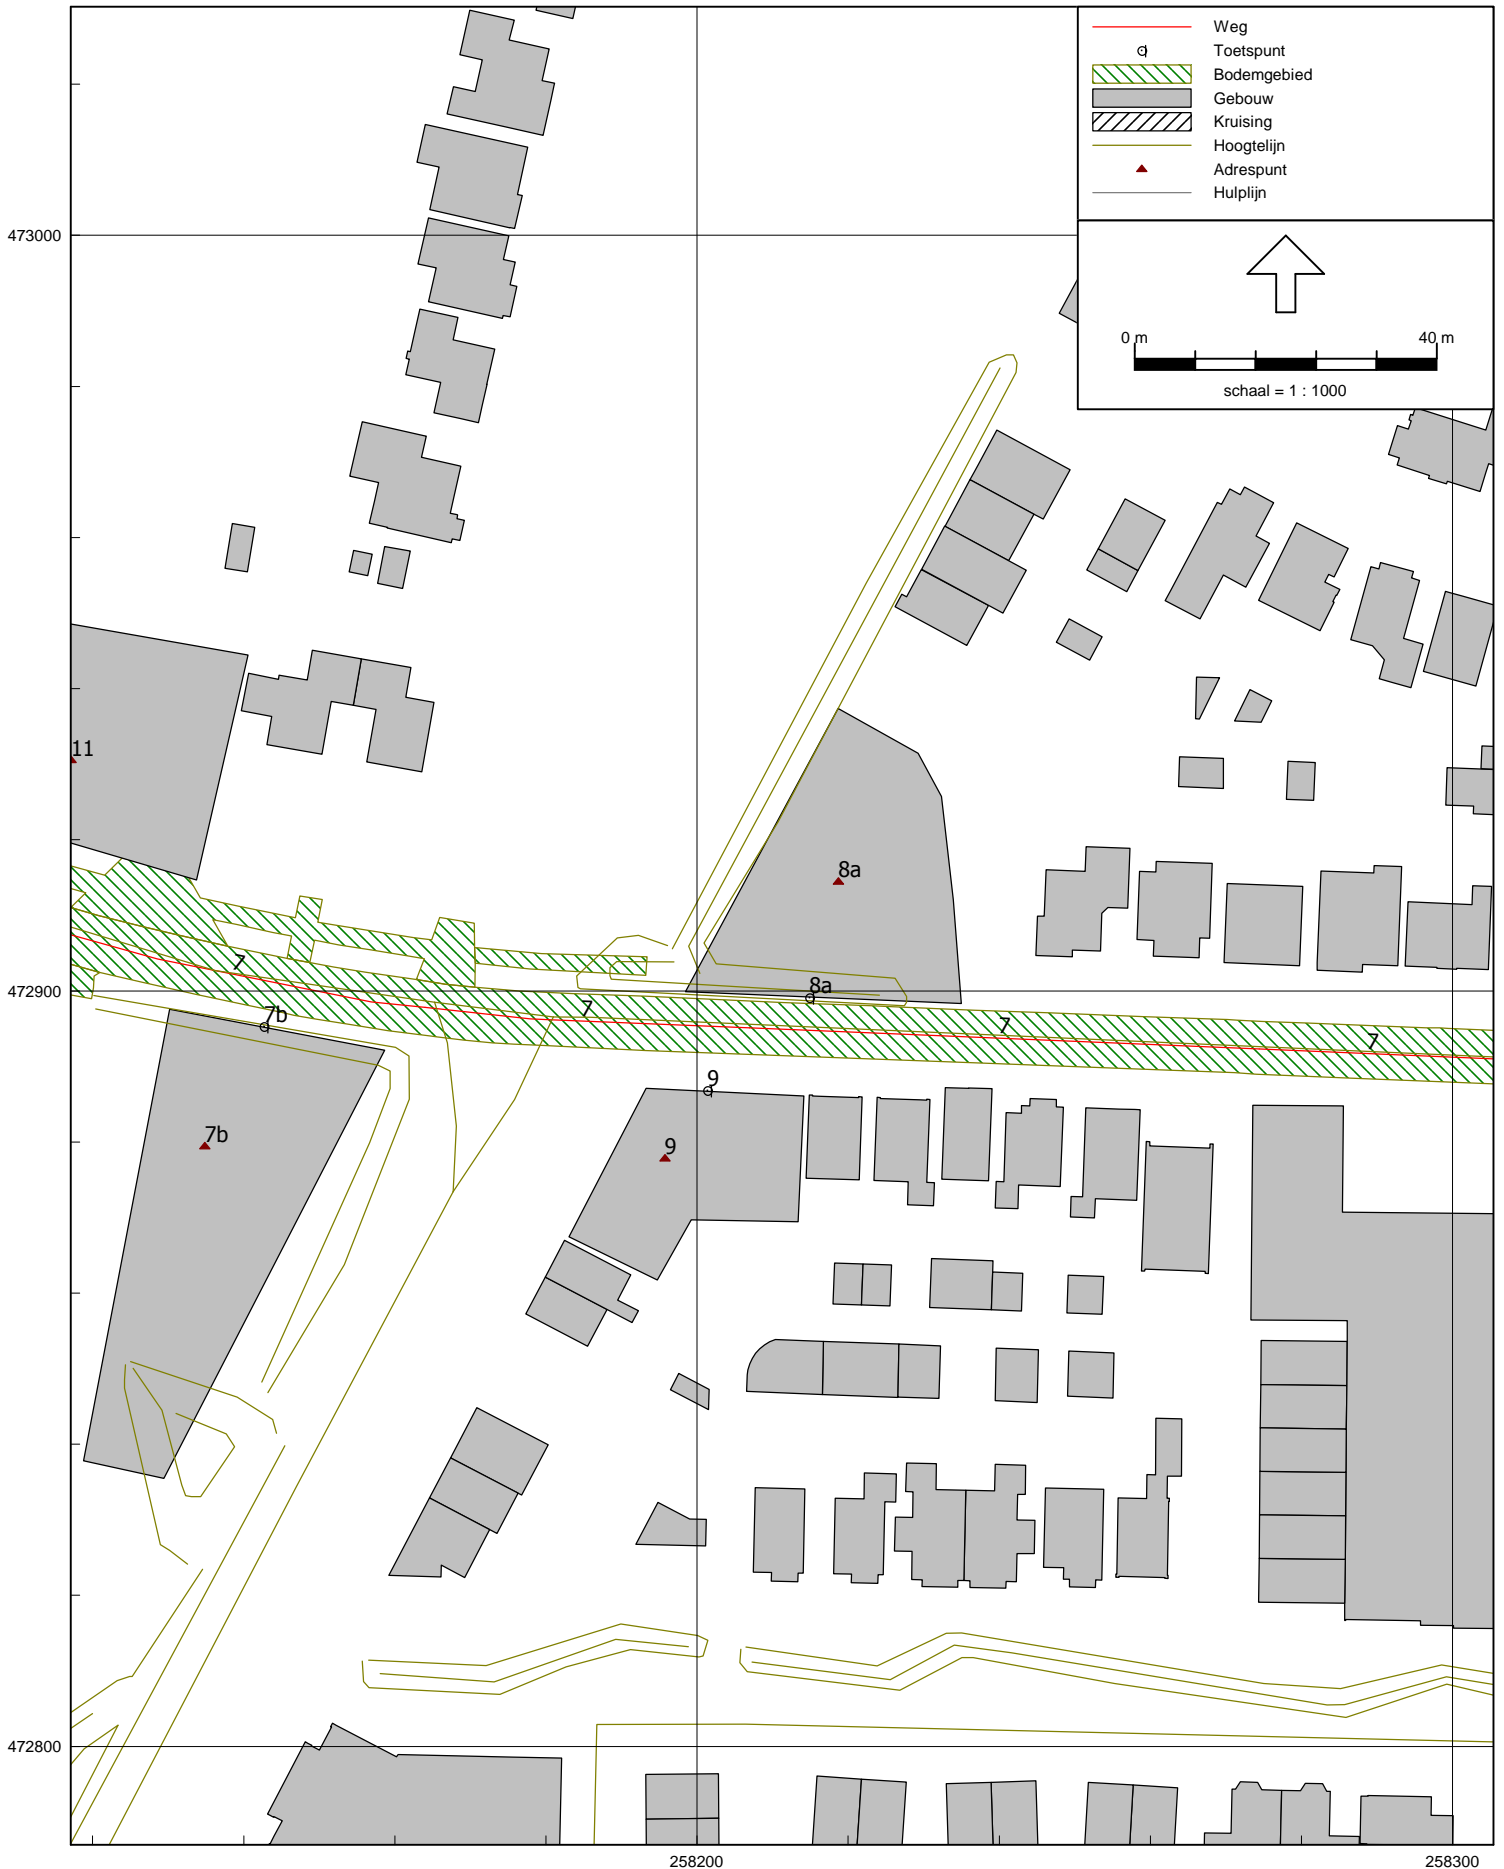 Weg
Toetspunt
Bodemgebied
Gebouw
Kruising
Hoogtelijn
Adrespunt
Hulplijn
473000
0 m 40 m
schaal = 1 : 1000
11
8a
7
8a
472900
7
7b
7
7
9
7b
9
472800
258200 258300